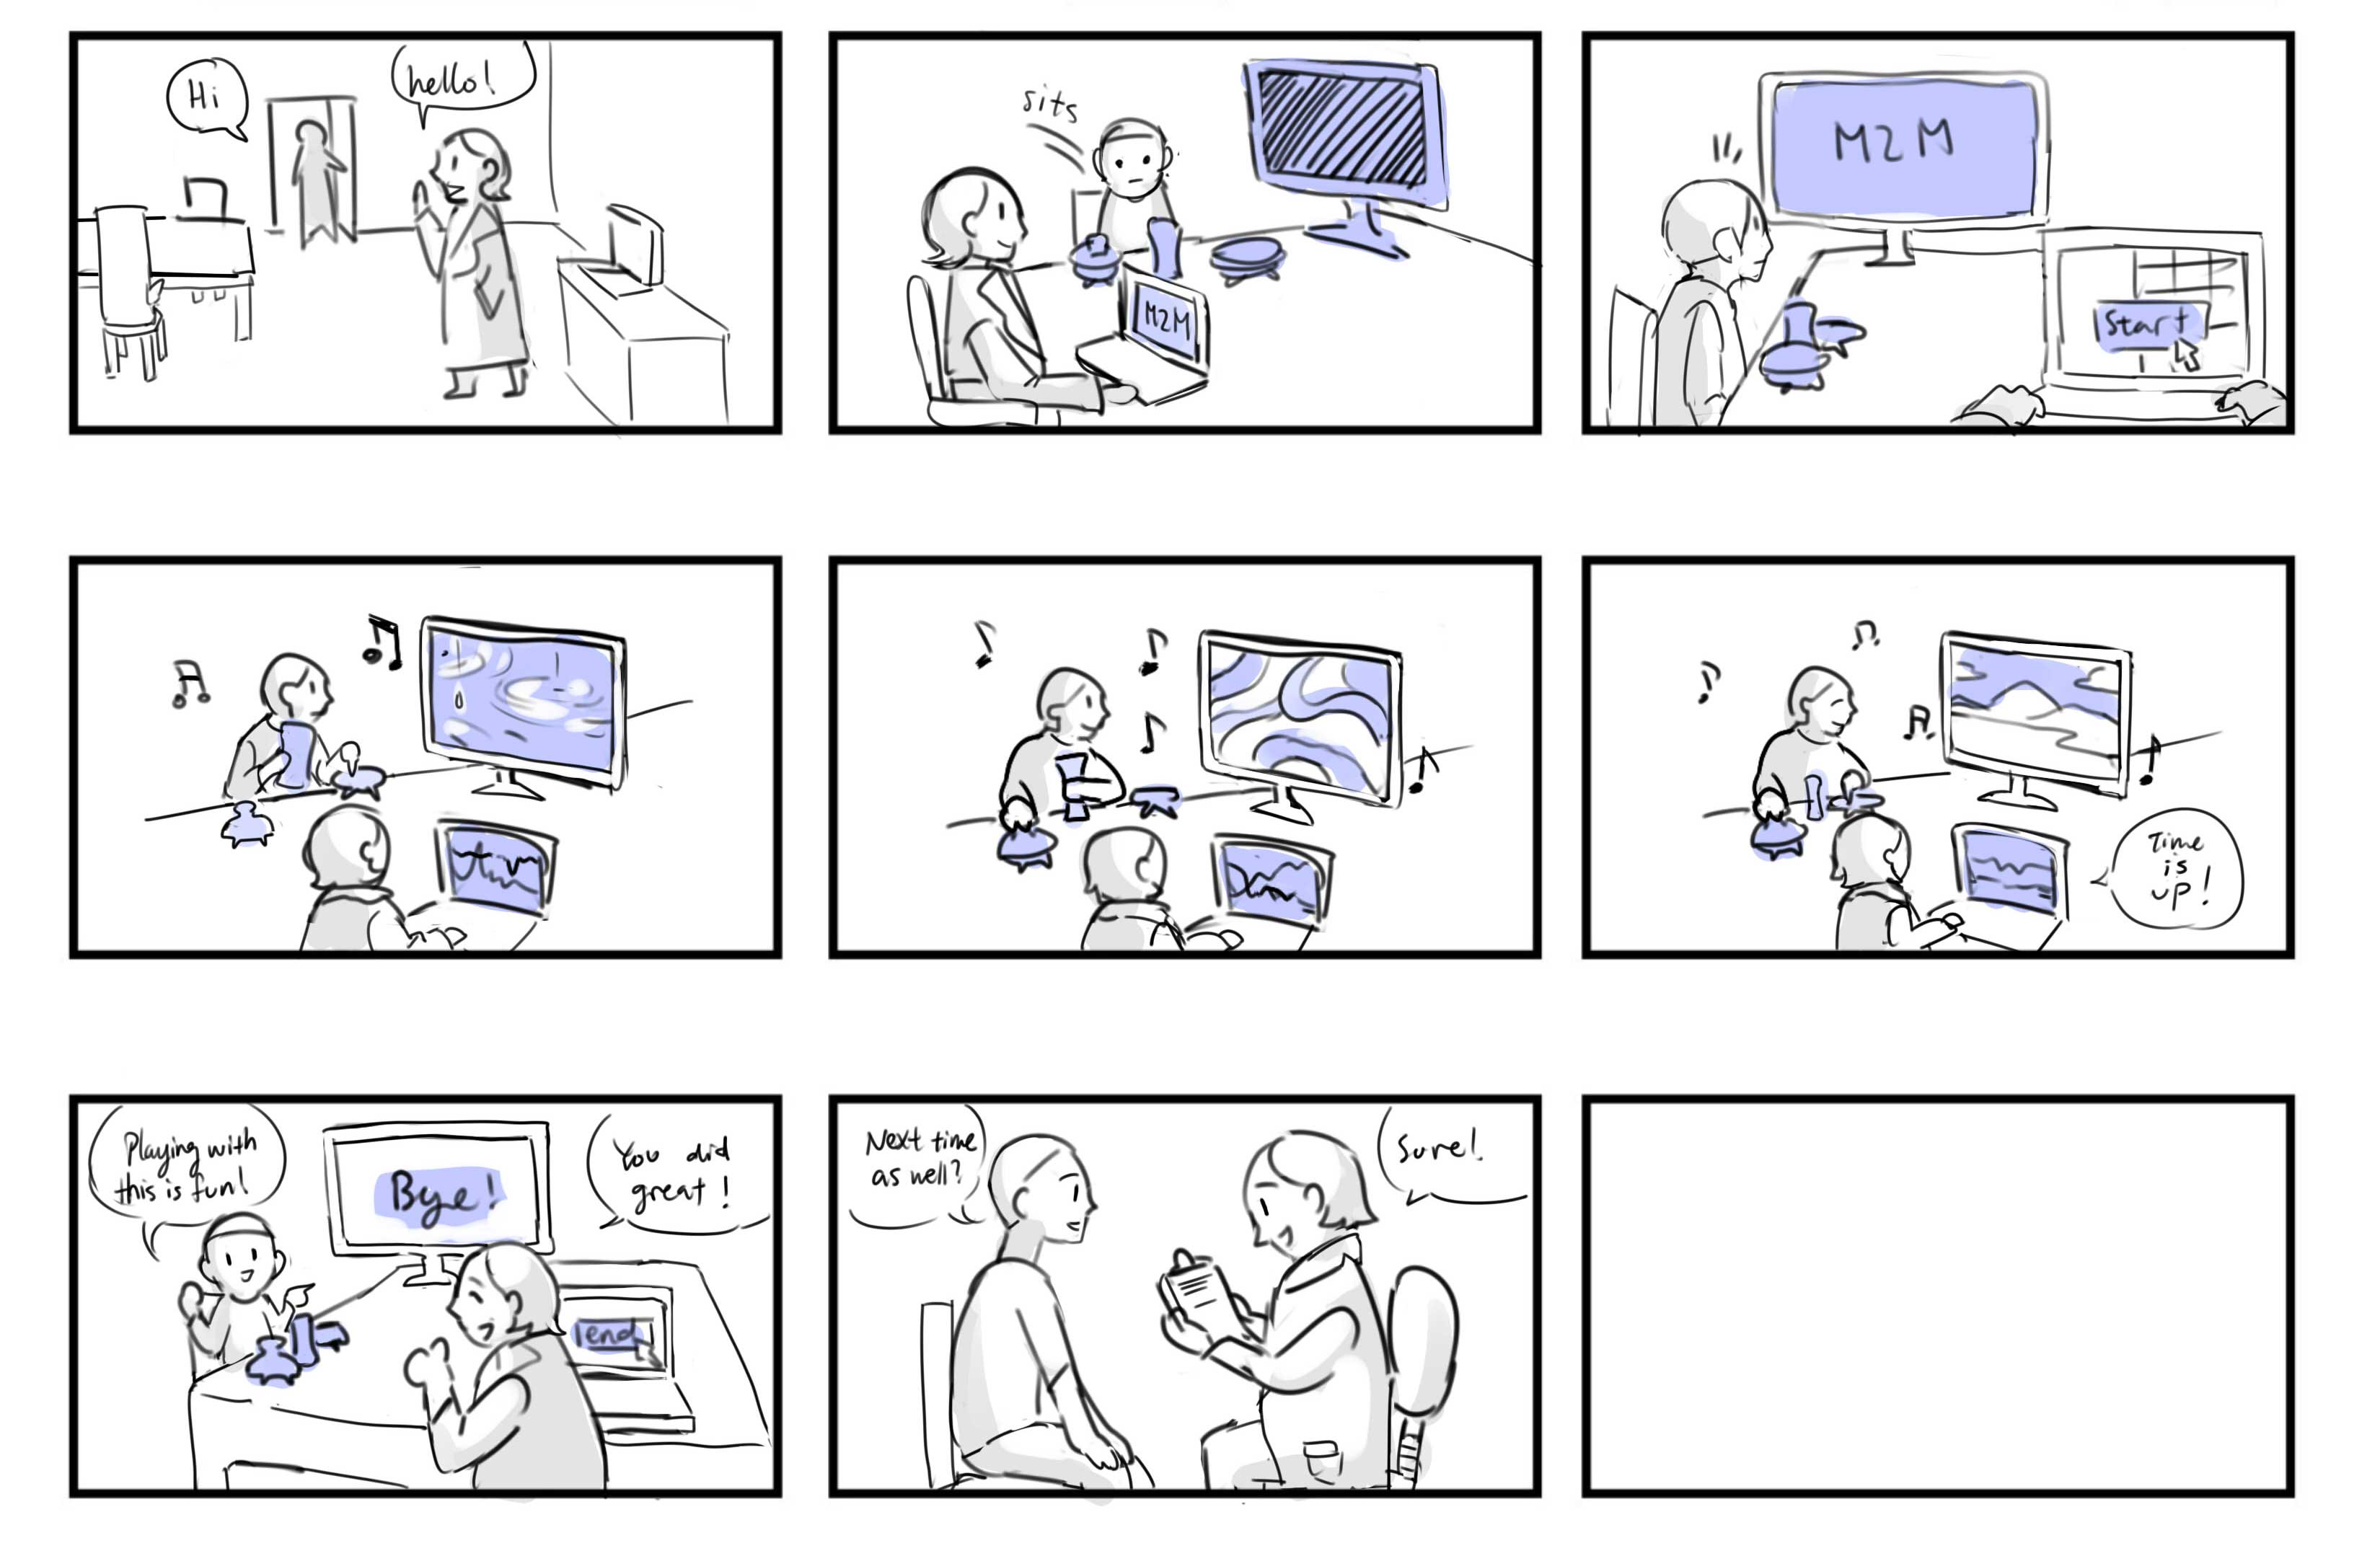 Hi
hello!
sits
M2M
M2M
Start
Time
is
up!
Playing with
this is fun!
Bye!
You did
great!
end
Next time
as well?
Sure!